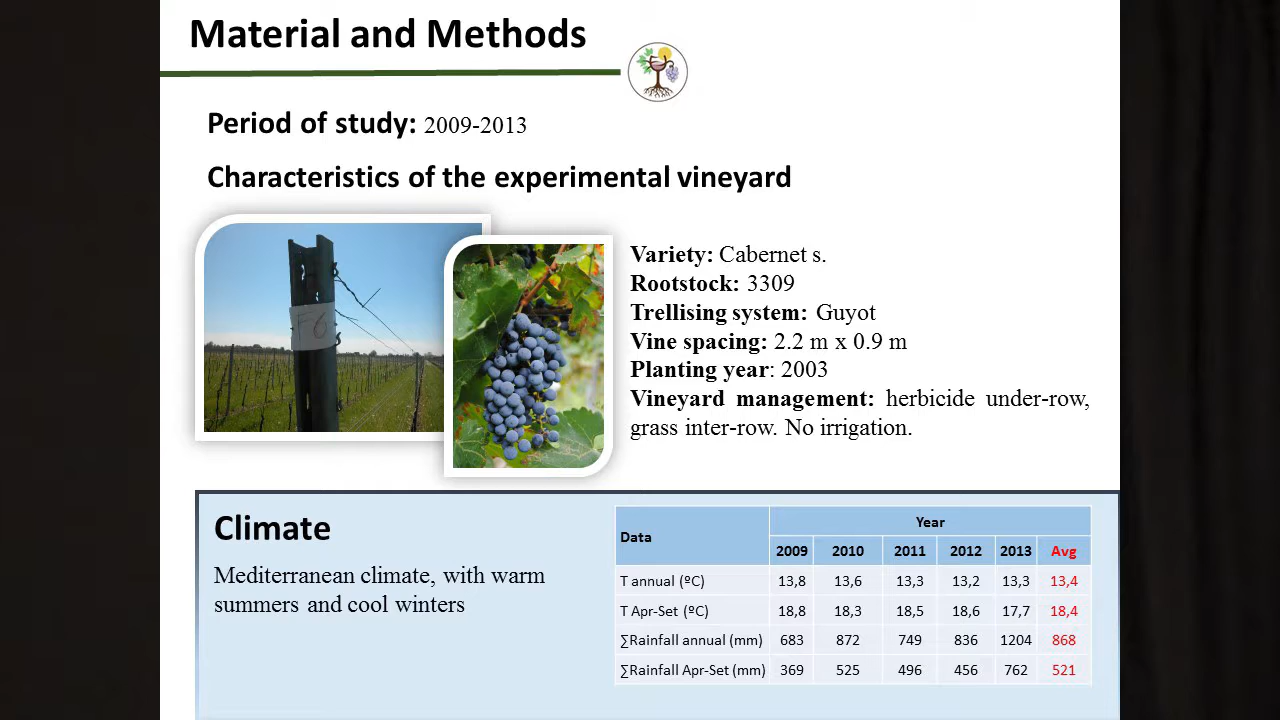 Material and Methods
Period of study: 2009-2013
Characteristics of the experimental vineyard
F6
Variety: Cabernet s.
Rootstock: 3309
Trellising system: Guyot
Vine spacing: 2.2 m x 0.9 m
Planting year: 2003
Vineyard management: herbicide under-row,
grass inter-row. No irrigation.
Climate
Mediterranean climate, with warm
summers and cool winters
Data Year
2009 2010 2011 2012 2013 Avg
T annual (ºC) 13,8 13,6 13,3 13,2 13,3 13,4
T Apr-Set (ºC) 18,8 18,3 18,5 18,6 17,7 18,4
∑Rainfall annual (mm) 683 872 749 836 1204 868
∑Rainfall Apr-Set (mm) 369 525 496 456 762 521